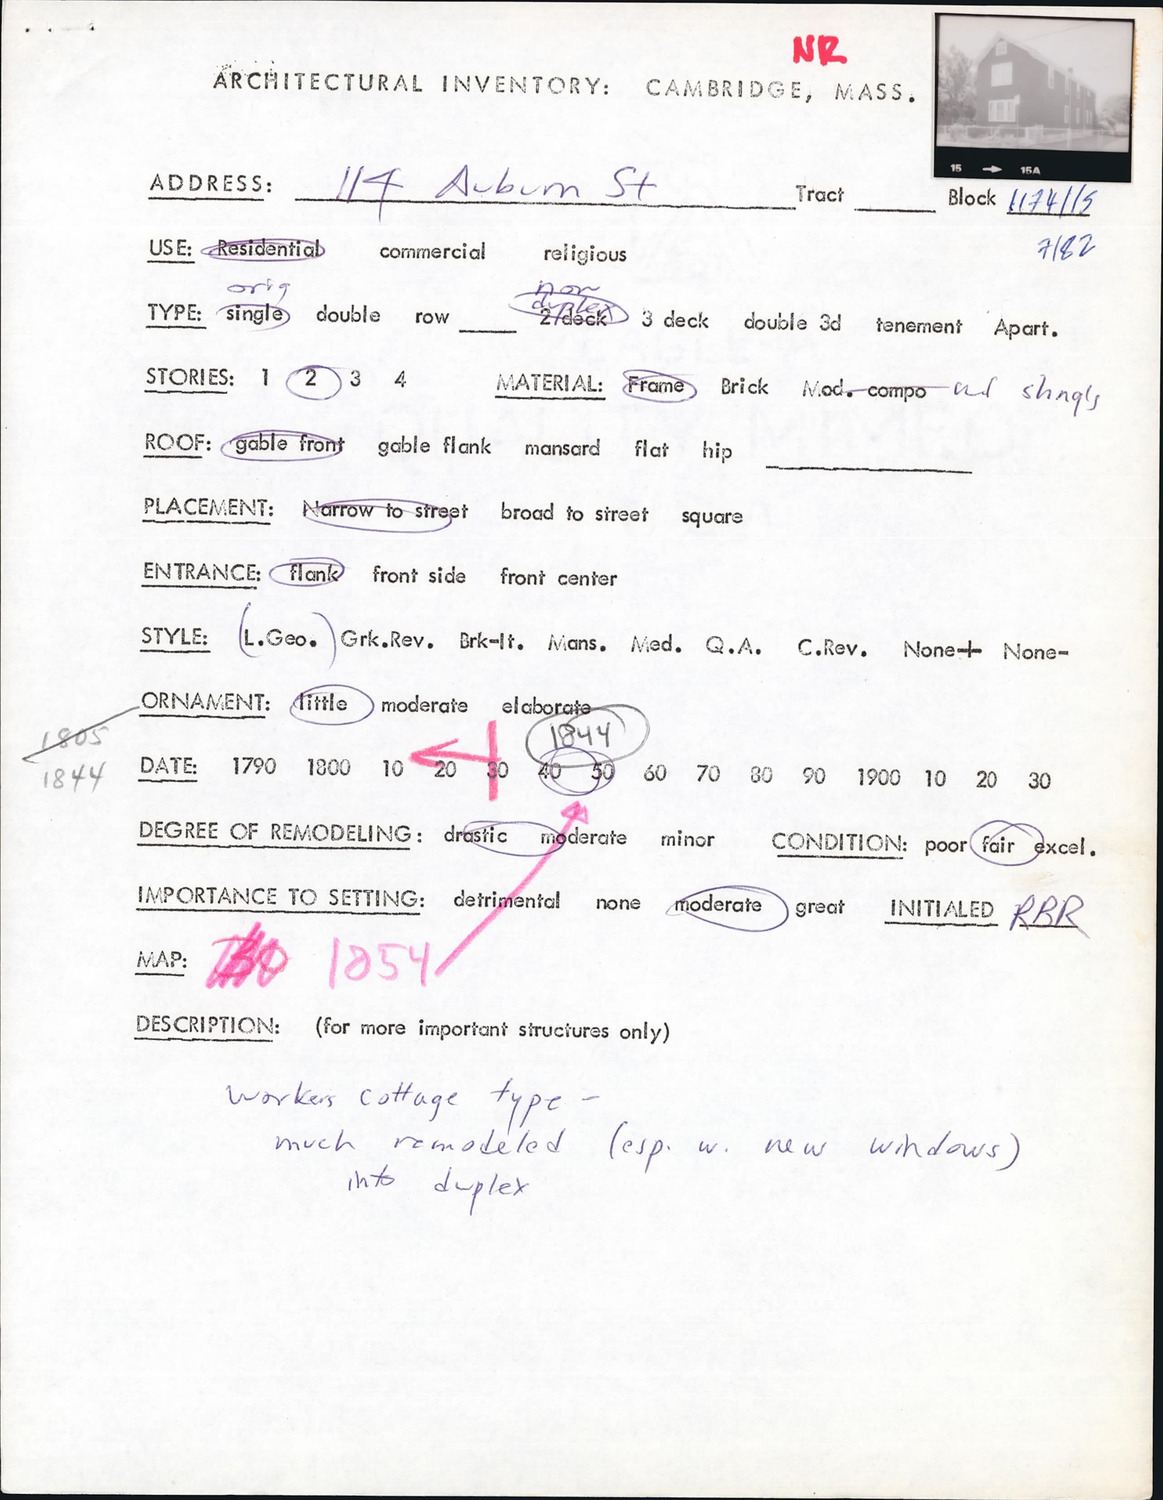 NR
ARCHITECTURAL INVENTORY: CAMBRIDGE, MASS.
15 → 15A
ADDRESS: 114 Auburn St Tract ______ Block 1174/15
7/82
USE: Residential commercial religious
orig now duplex
TYPE: single double row ____ 2 deck 3 deck double 3d tenement Apart.
STORIES: 1 2 3 4 MATERIAL: Frame Brick Mod. compo wd shngls
ROOF: gable front gable flank mansard flat hip ____________
PLACEMENT: Narrow to street broad to street square
ENTRANCE: flank front side front center
STYLE: (L.Geo.) Grk.Rev. Brk-It. Mans. Med. Q.A. C.Rev. None+ None-
ORNAMENT: little moderate elaborate
1805 1844
1844 DATE: 1790 1800 10 20 30 40 50 60 70 80 90 1900 10 20 30
DEGREE OF REMODELING: drastic moderate minor CONDITION: poor fair excel.
IMPORTANCE TO SETTING: detrimental none moderate great INITIALED RBR
MAP: 1854
DESCRIPTION: (for more important structures only)
workers cottage type -
much remodeled (esp. w. new windows)
into duplex